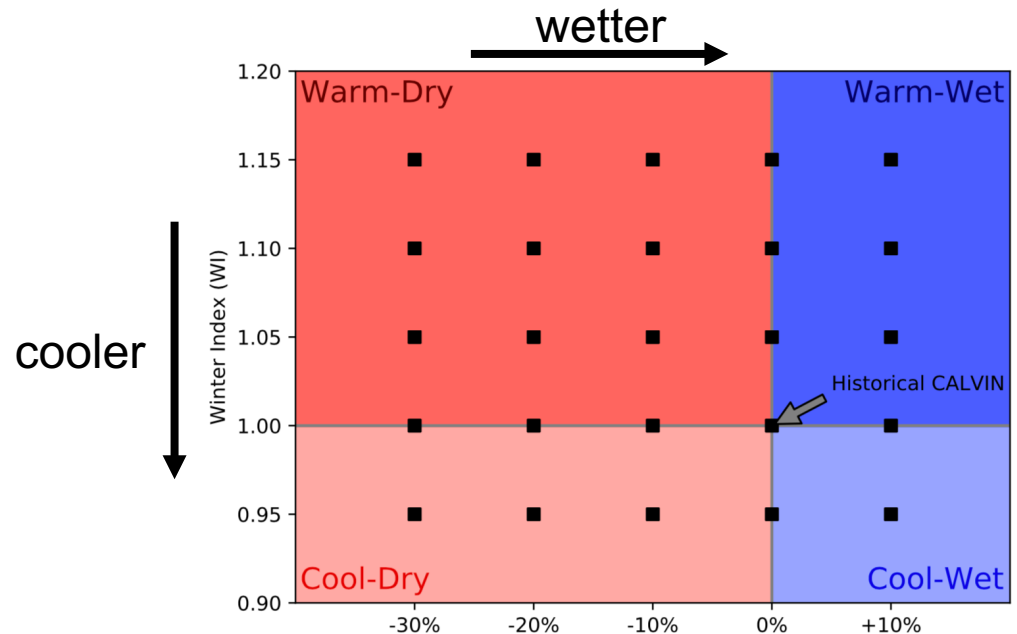 wetter
1.20
Warm-Dry
Warm-Wet
1.15
1.10
1.05
cooler
Winter Index (WI)
Historical CALVIN
1.00
0.95
Cool-Dry
Cool-Wet
0.90
-30%
-20%
-10%
0%
+10%